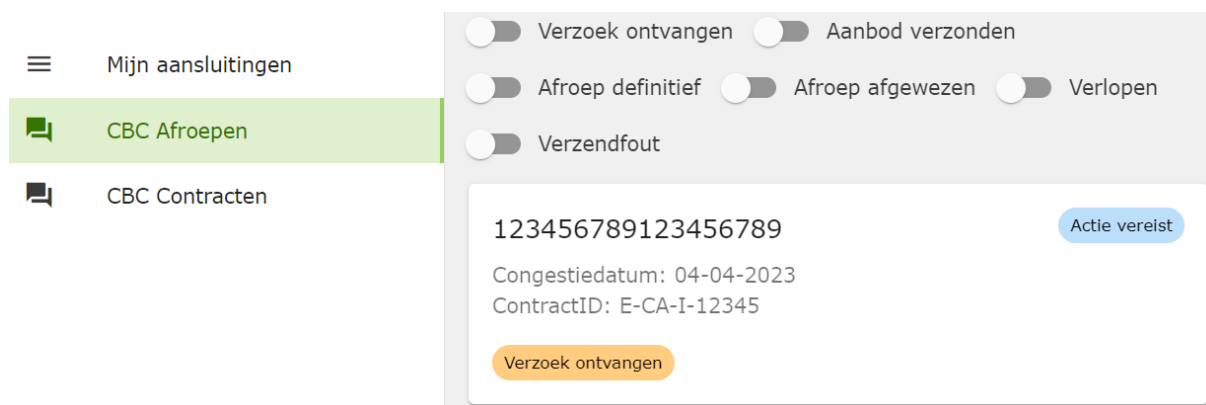 Mijn aansluitingen
CBC Afroepen
CBC Contracten
Verzoek ontvangen Aanbod verzonden
Afroep definitief Afroep afgewezen Verlopen
Verzendfout
123456789123456789 Actie vereist
Congestiedatum: 04-04-2023
ContractID: E-CA-I-12345
Verzoek ontvangen